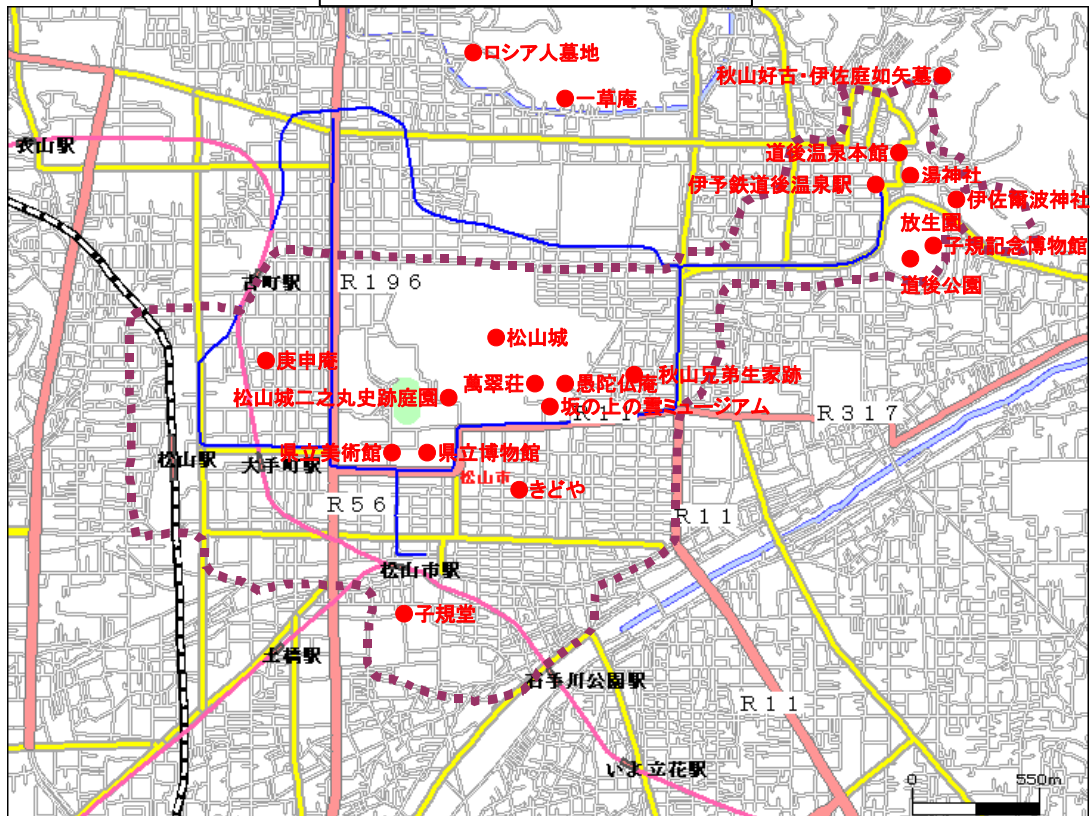 ロシア人墓地
秋山好古・伊佐庭如矢墓
一草庵
衣山駅
道後温泉本館
湯神社
伊予鉄道後温泉駅
伊佐爾波神社
放生園
子規記念博物館
道後公園
古町駅
R196
松山城
庚申庵
萬翠荘
愚陀仏庵
秋山兄弟生家跡
松山城二之丸史跡庭園
坂の上の雲ミュージアム
R11
R317
松山駅
大手町駅
県立美術館
県立博物館
松山市
きどや
R56
R11
松山市駅
子規堂
土橋駅
石手川公園駅
R11
いよ立花駅
0
550m